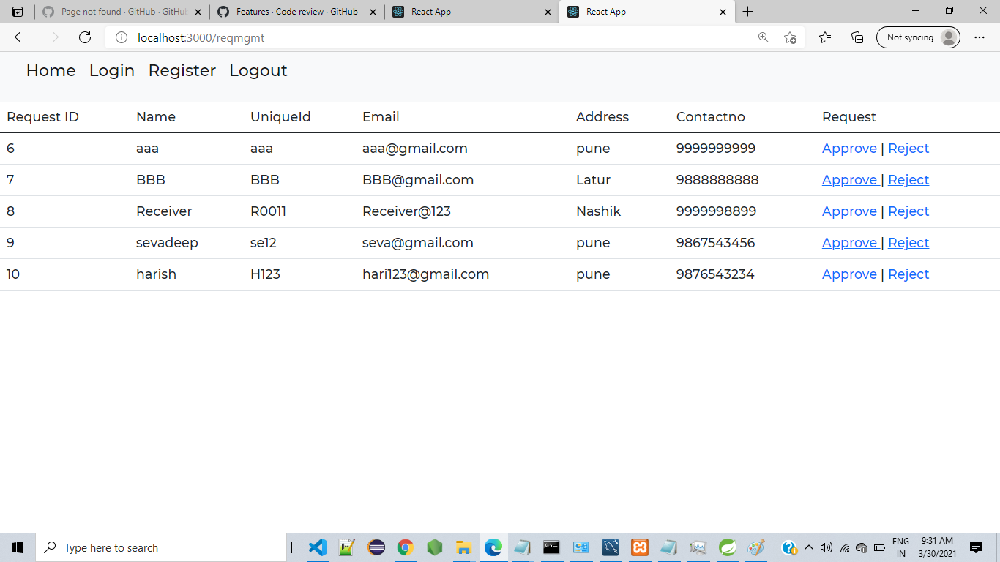 Page not found · GitHub · GitHub
Features · Code review · GitHub
React App
React App
localhost:3000/reqmgmt
Not syncing
Home Login Register Logout
Request ID Name UniqueId Email Address Contactno Request
6 aaa aaa aaa@gmail.com pune 9999999999 Approve | Reject
7 BBB BBB BBB@gmail.com Latur 9888888888 Approve | Reject
8 Receiver R0011 Receiver@123 Nashik 9999998899 Approve | Reject
9 sevadeep se12 seva@gmail.com pune 9867543456 Approve | Reject
10 harish H123 hari123@gmail.com pune 9876543234 Approve | Reject
Type here to search
ENG
IN
9:31 AM
3/30/2021